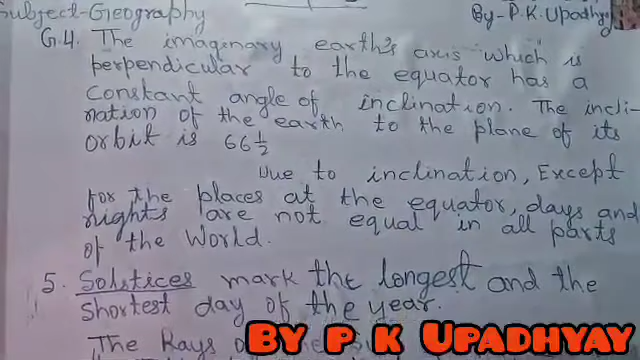 Subject-Geography
By-P.K.Upadhyay
G.4. The imaginary earth's axis which is
perpendicular to the equator has a
constant angle of inclination. The incli-
nation of the earth to the plane of its
orbit is 66½
Due to inclination, Except
for the places at the equator, days and
nights are not equal in all parts
of the World.
5. Solstices mark the longest and the
shortest day of the year.
The Rays
BY P K UPADHYAY